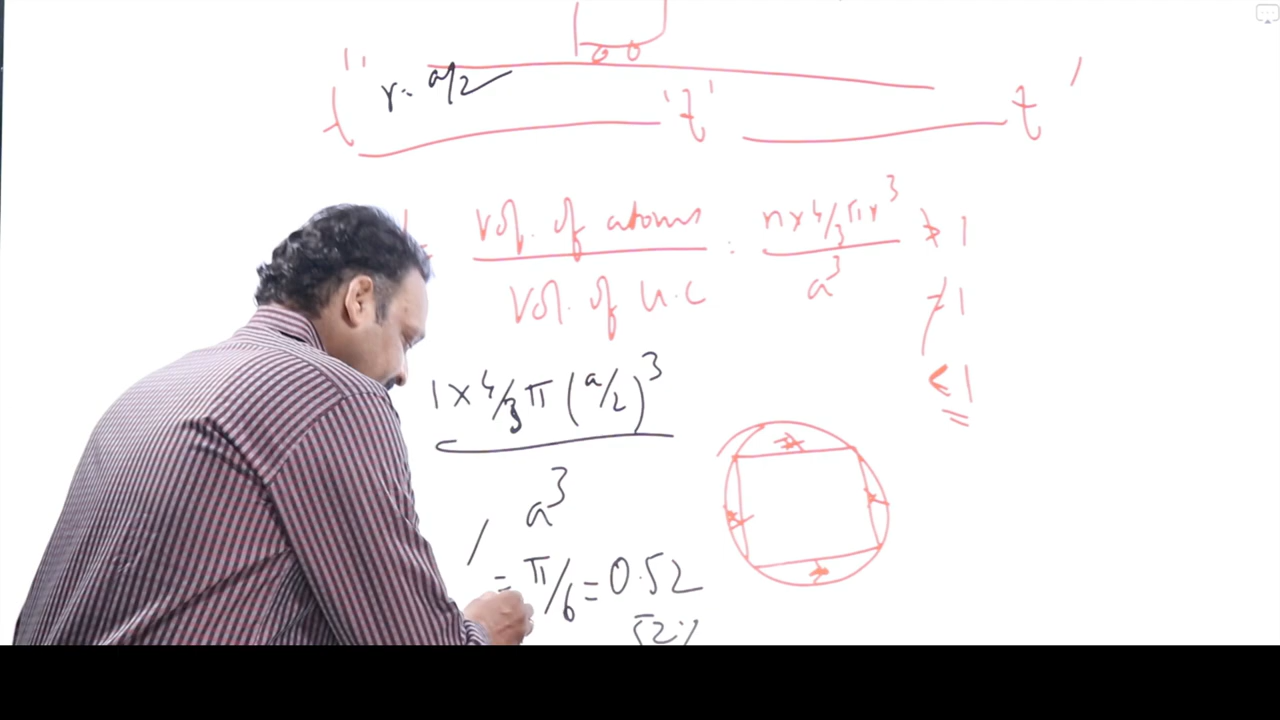 r = a/2
't' 't' t'
Vol. of atoms / Vol. of u.c = n x 4/3 πr³ / a³ ≯ 1
≠ 1
< 1
1 x 4/3 π (a/2)³ / a³
= π/6 = 0.52
52%